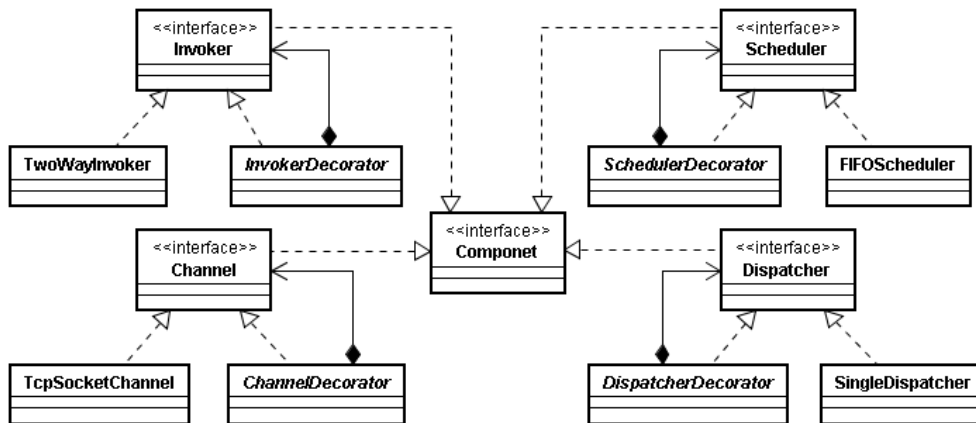 <<interface>>
Invoker
<<interface>>
Scheduler
TwoWayInvoker
InvokerDecorator
SchedulerDecorator
FIFOScheduler
<<interface>>
Componet
<<interface>>
Channel
<<interface>>
Dispatcher
TcpSocketChannel
ChannelDecorator
DispatcherDecorator
SingleDispatcher